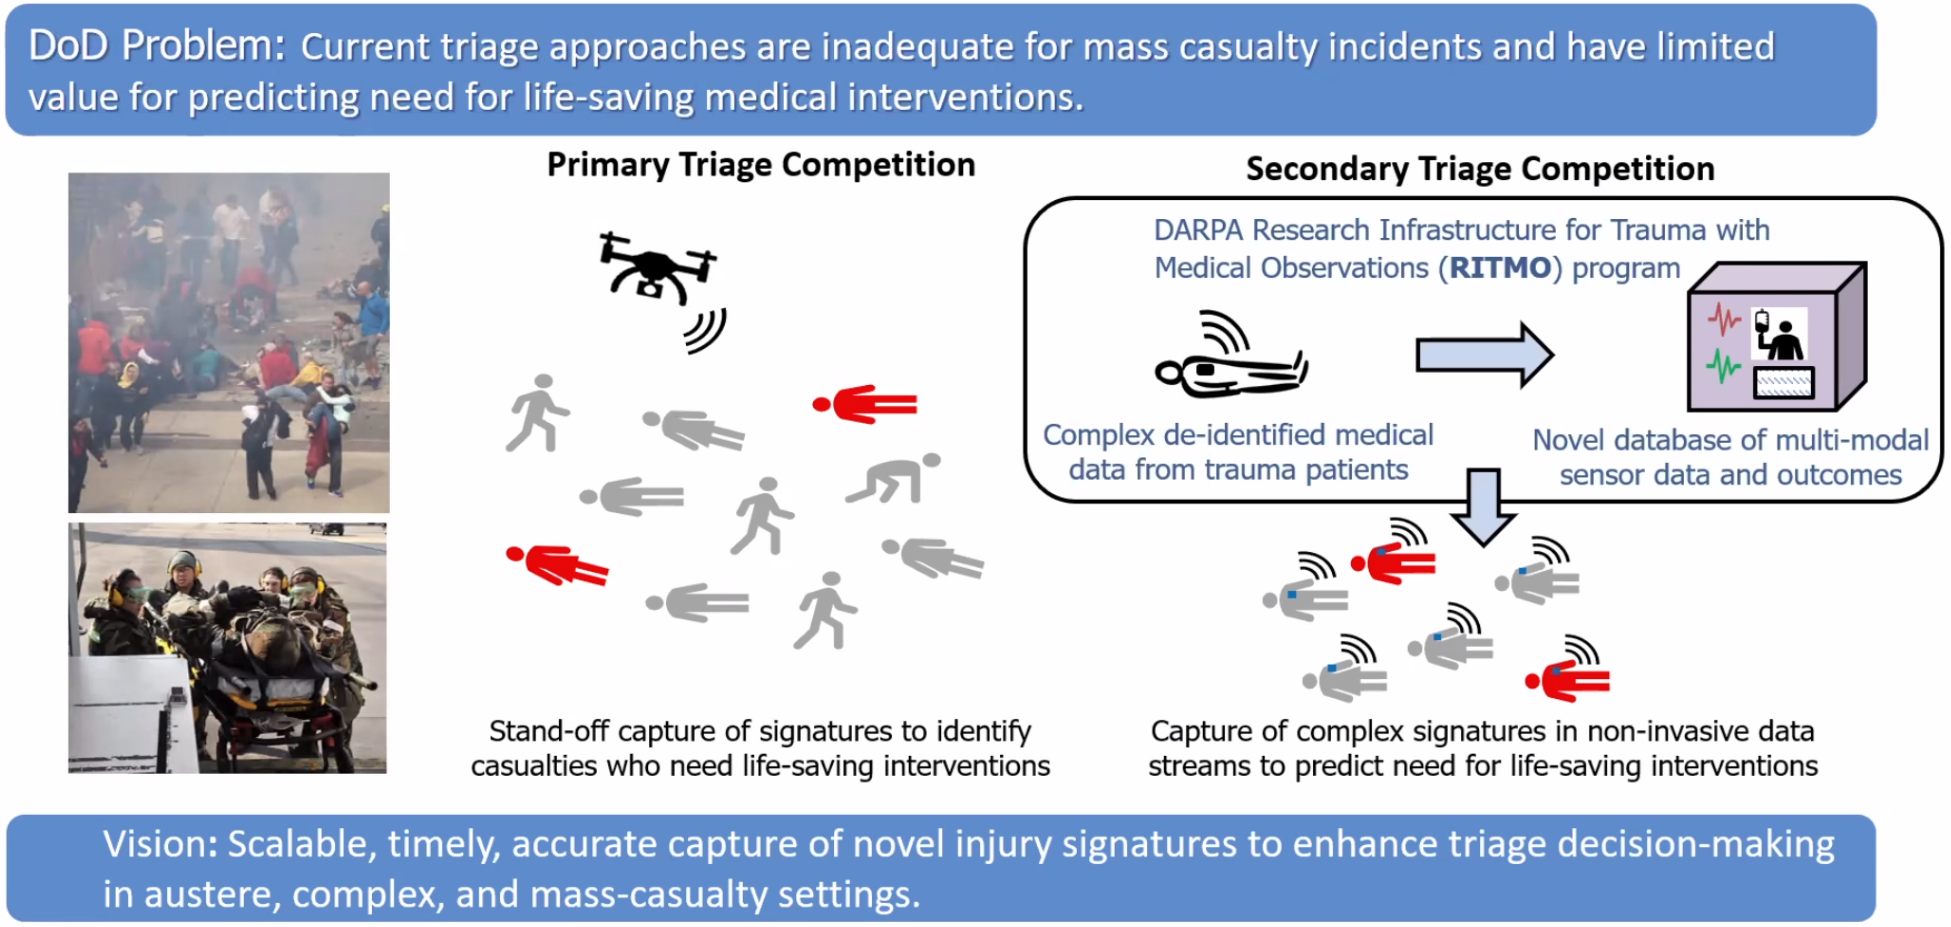 DoD Problem: Current triage approaches are inadequate for mass casualty incidents and have limited
value for predicting need for life-saving medical interventions.
Primary Triage Competition
Stand-off capture of signatures to identify
casualties who need life-saving interventions
Secondary Triage Competition
DARPA Research Infrastructure for Trauma with
Medical Observations (RITMO) program
Complex de-identified medical
data from trauma patients
Novel database of multi-modal
sensor data and outcomes
Capture of complex signatures in non-invasive data
streams to predict need for life-saving interventions
Vision: Scalable, timely, accurate capture of novel injury signatures to enhance triage decision-making
in austere, complex, and mass-casualty settings.